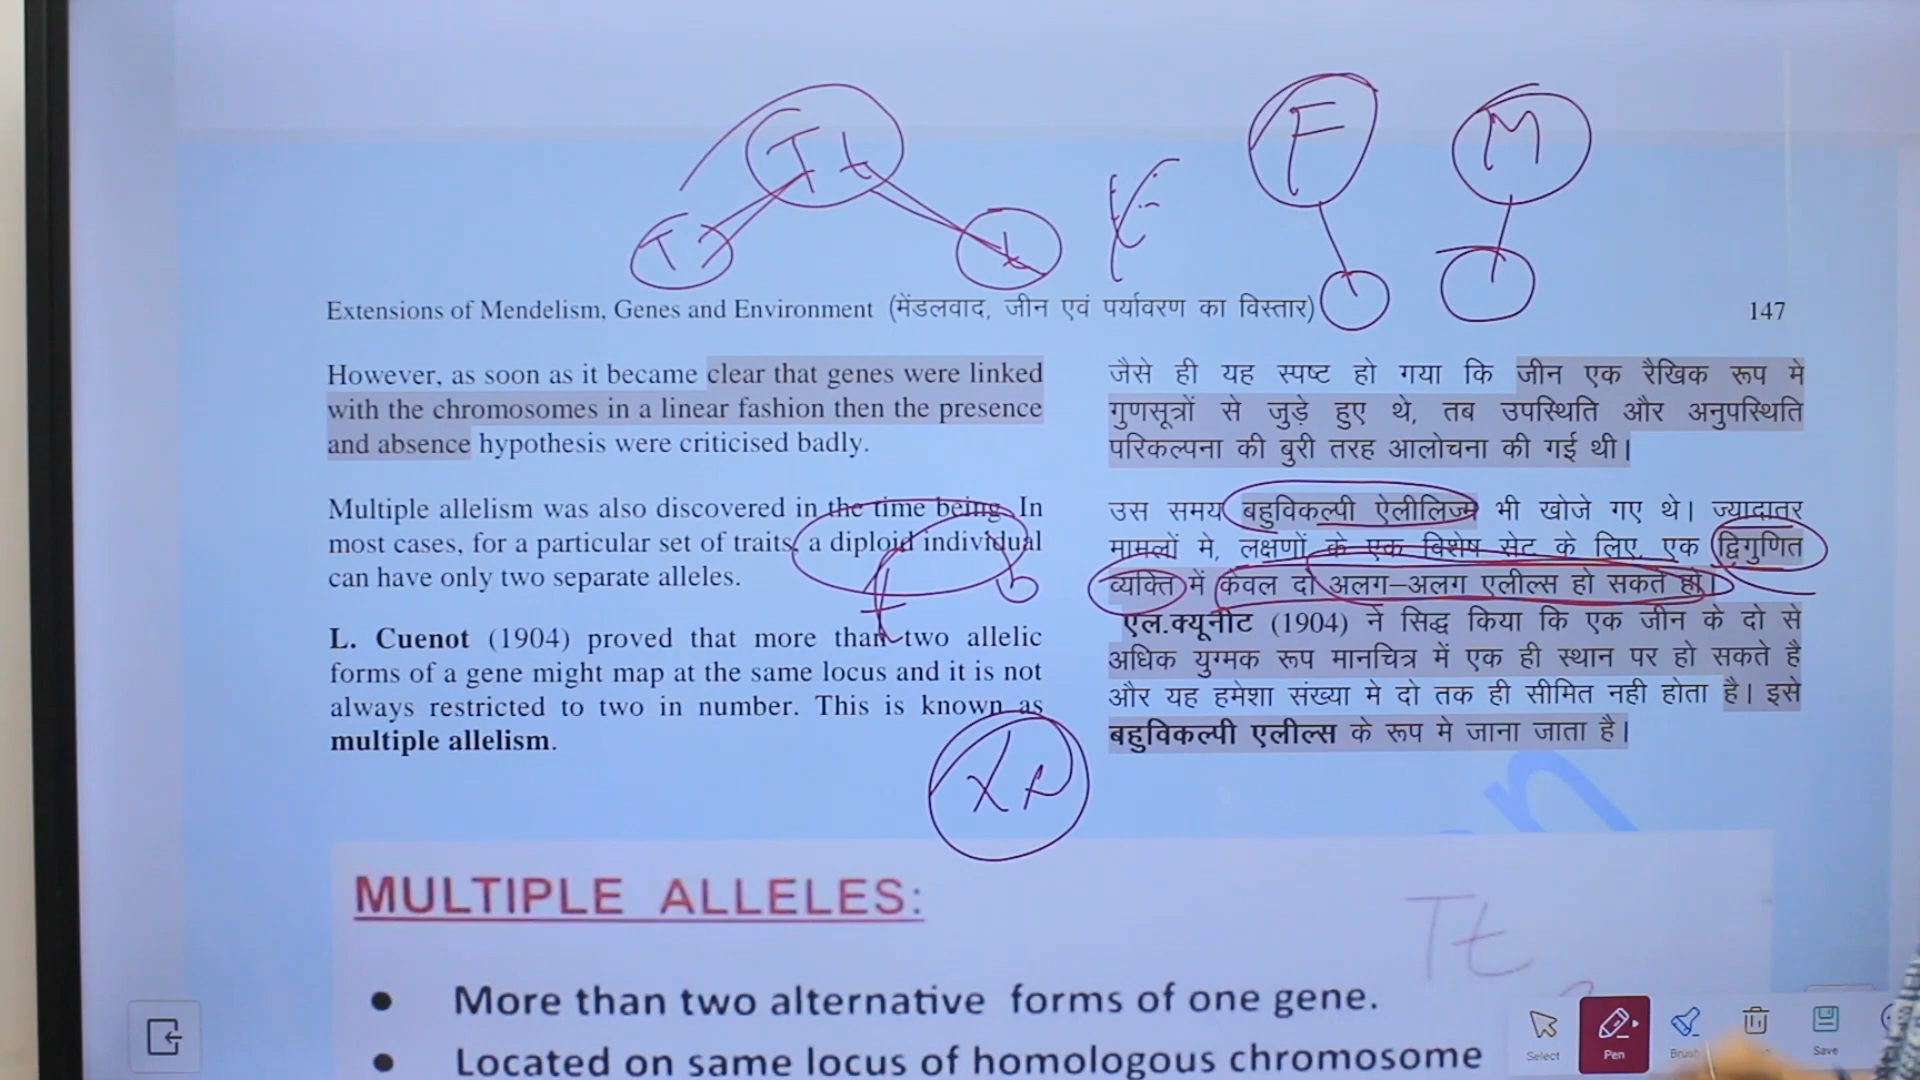 Tt
F
M
T
t
Extensions of Mendelism, Genes and Environment (मेंडलवाद, जीन एवं पर्यावरण का विस्तार)
147
However, as soon as it became clear that genes were linked
with the chromosomes in a linear fashion then the presence
and absence hypothesis were criticised badly.
Multiple allelism was also discovered in the time being. In
most cases, for a particular set of traits, a diploid individual
can have only two separate alleles.
L. Cuenot (1904) proved that more than two allelic
forms of a gene might map at the same locus and it is not
always restricted to two in number. This is known as
multiple allelism.
जैसे ही यह स्पष्ट हो गया कि जीन एक रैखिक रूप मे
गुणसूत्रों से जुड़े हुए थे, तब उपस्थिति और अनुपस्थिति
परिकल्पना की बुरी तरह आलोचना की गई थी।
उस समय बहुविकल्पी ऐलीलिज्म भी खोजे गए थे। ज्यादातर
मामलों मे, लक्षणों के एक विशेष सेट के लिए, एक द्विगुणित
व्यक्ति में केवल दो अलग–अलग एलील्स हो सकते हो।
एल.क्यूनीट (1904) ने सिद्ध किया कि एक जीन के दो से
अधिक युग्मक रूप मानचित्र में एक ही स्थान पर हो सकते है
और यह हमेशा संख्या मे दो तक ही सीमित नही होता है। इसे
बहुविकल्पी एलील्स के रूप मे जाना जाता है।
MULTIPLE ALLELES:
Tt
• More than two alternative forms of one gene.
• Located on same locus of homologous chromosome
Select
Pen
Brush
Save